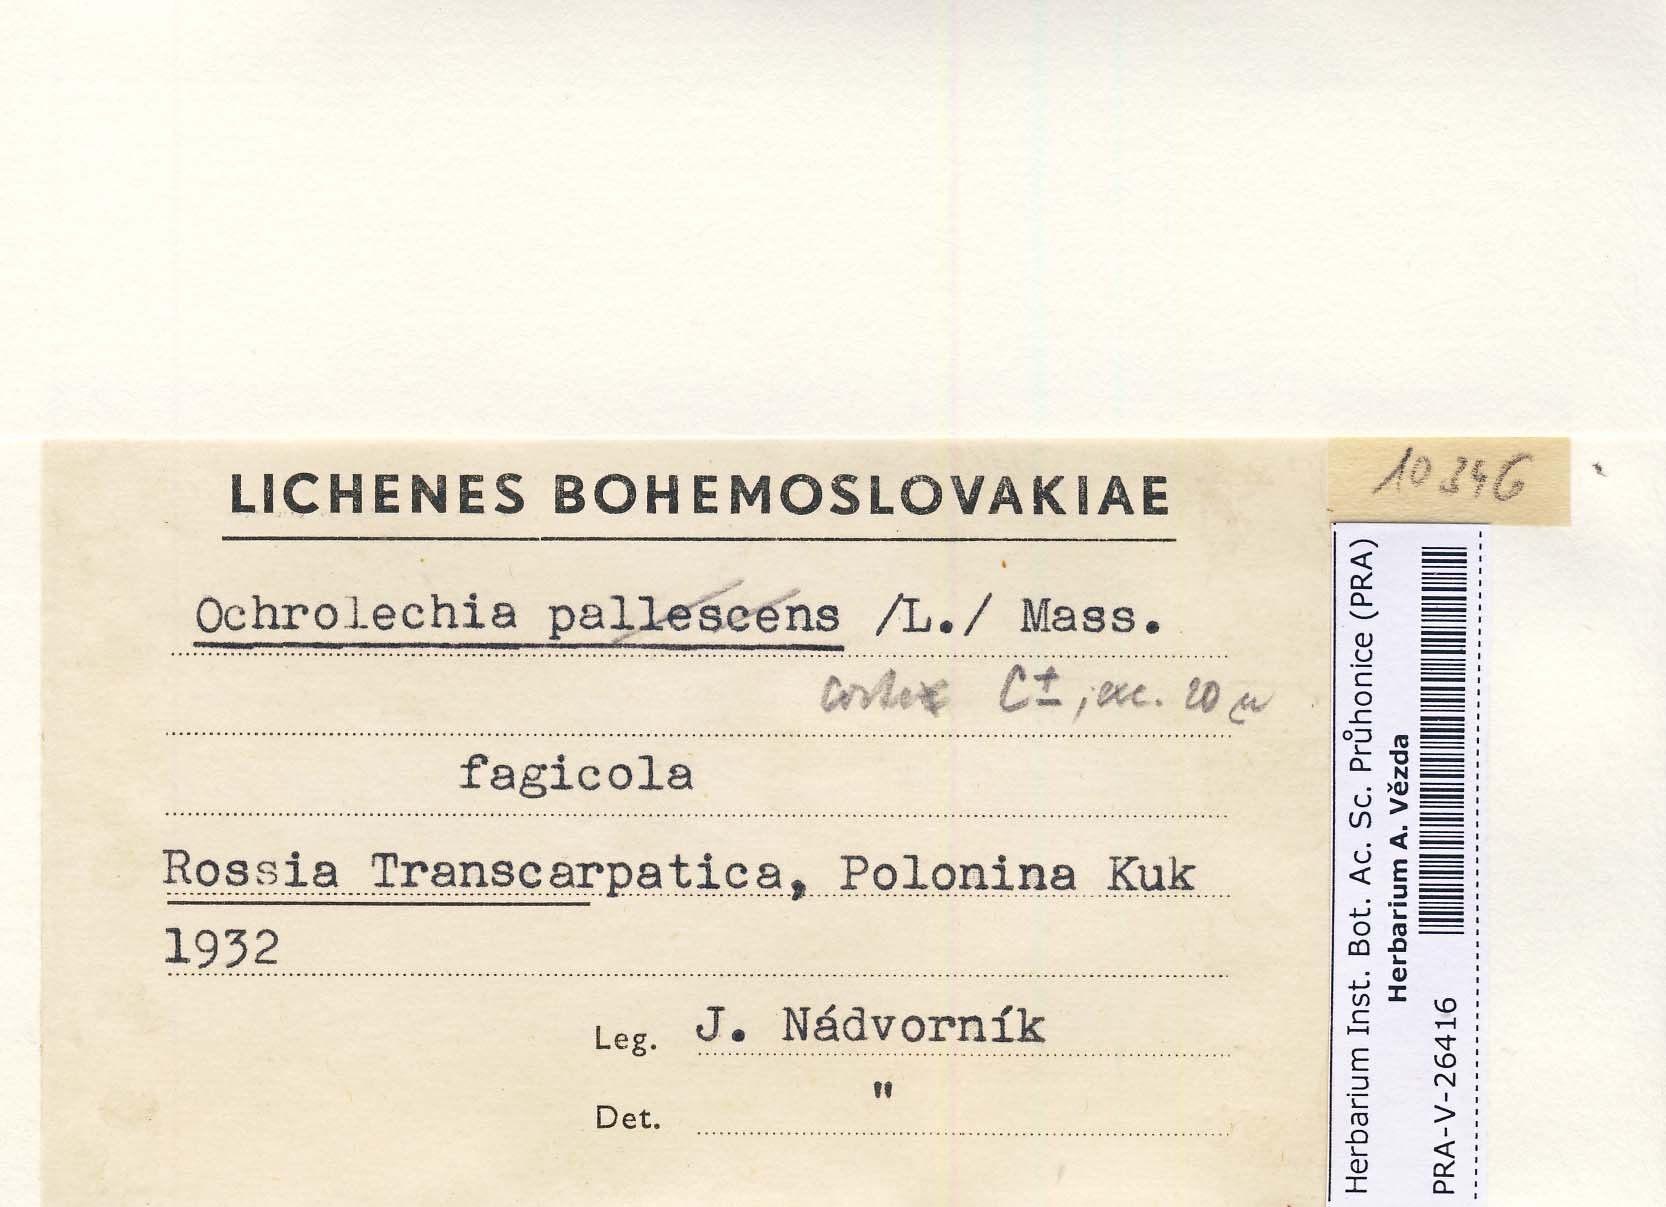 LICHENES BOHEMOSLOVAKIAE
10346
Ochrolechia pallescens /L./ Mass.
cortex C±, exc. 20 µ
fagicola
Rossia Transcarpatica, Polonina Kuk
1932
Leg. J. Nádvorník
Det. "
Herbarium Inst. Bot. Ac. Sc. Průhonice (PRA)
Herbarium A. Vězda
PRA-V-26416